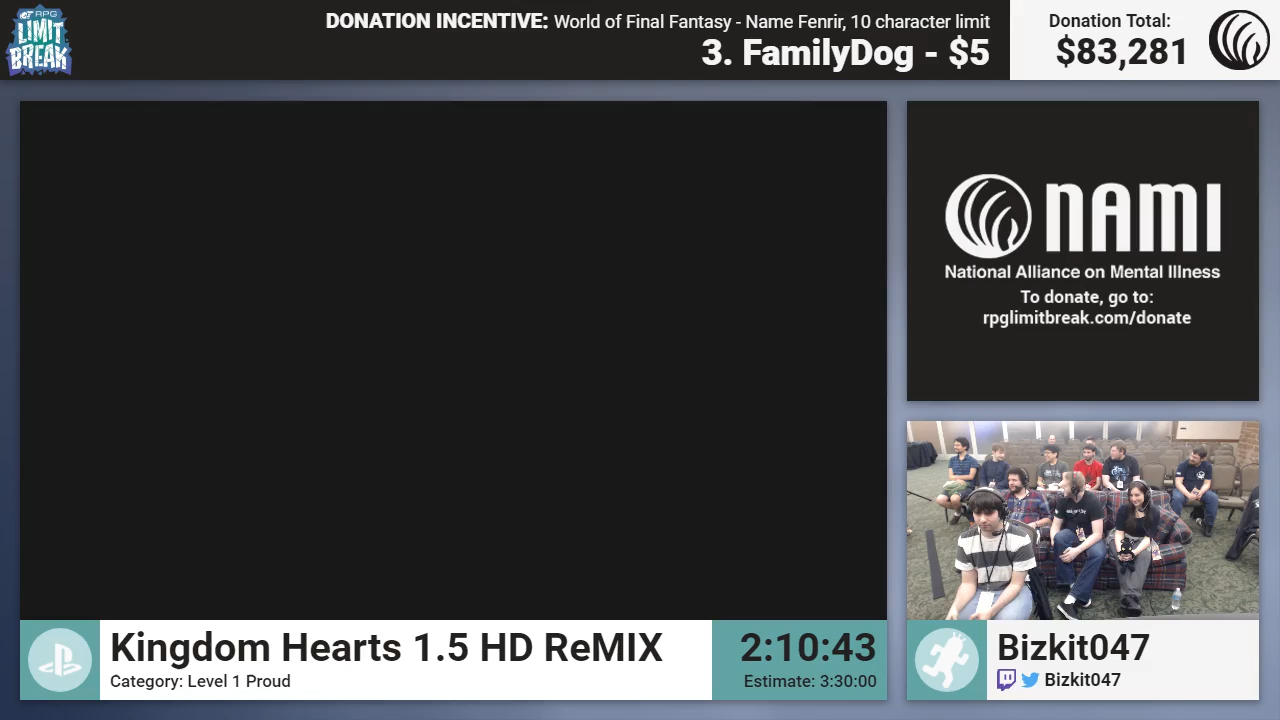 RPG
LIMIT
BREAK
DONATION INCENTIVE: World of Final Fantasy - Name Fenrir, 10 character limit
3. FamilyDog - $5
Donation Total:
$83,281
NAMI
National Alliance on Mental Illness
To donate, go to:
rpglimitbreak.com/donate
Kingdom Hearts 1.5 HD ReMIX
Category: Level 1 Proud
2:10:43
Estimate: 3:30:00
Bizkit047
Bizkit047